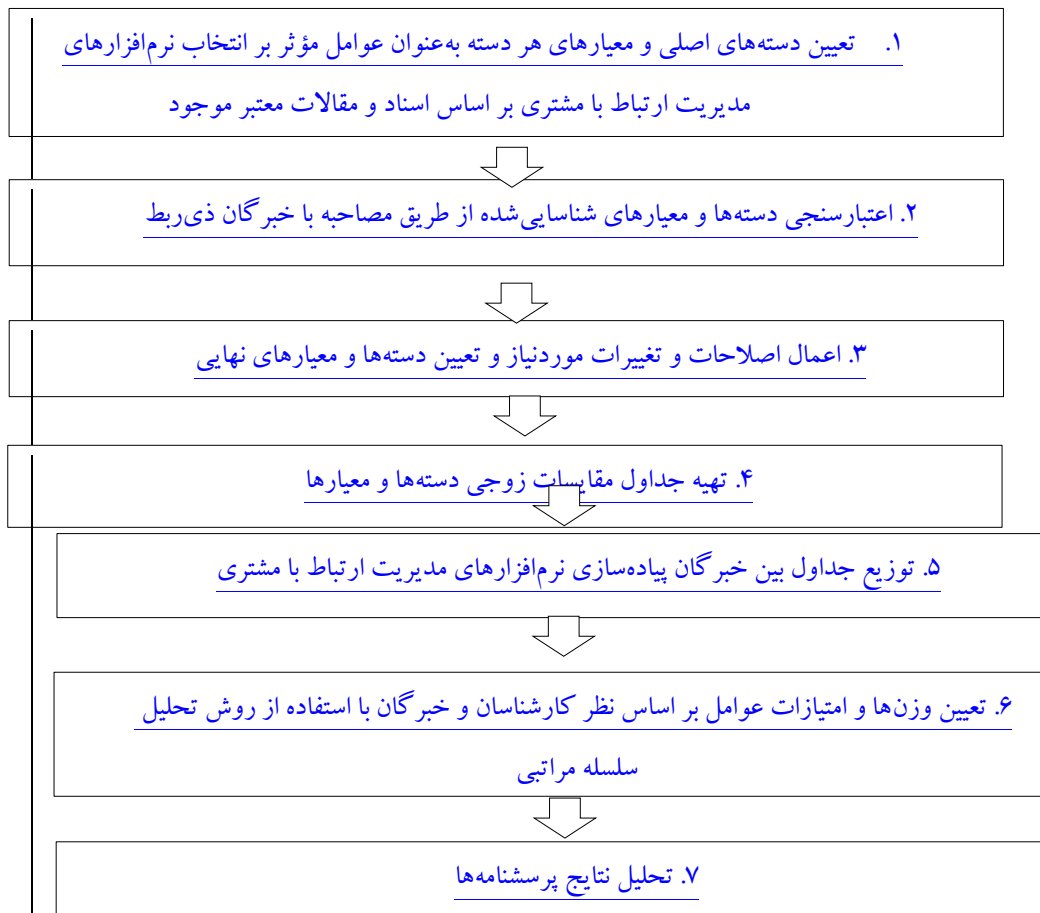 ۱. تعیین دسته‌های اصلی و معیارهای هر دسته به‌عنوان عوامل مؤثر بر انتخاب نرم‌افزارهای
مدیریت ارتباط با مشتری بر اساس اسناد و مقالات معتبر موجود
۲. اعتبارسنجی دسته‌ها و معیارهای شناسایی‌شده از طریق مصاحبه با خبرگان ذی‌ربط
۳. اعمال اصلاحات و تغییرات موردنیاز و تعیین دسته‌ها و معیارهای نهایی
۴. تهیه جداول مقایسات زوجی دسته‌ها و معیارها
۵. توزیع جداول بین خبرگان پیاده‌سازی نرم‌افزارهای مدیریت ارتباط با مشتری
۶. تعیین وزن‌ها و امتیازات عوامل بر اساس نظر کارشناسان و خبرگان با استفاده از روش تحلیل
سلسله مراتبی
۷. تحلیل نتایج پرسشنامه‌ها